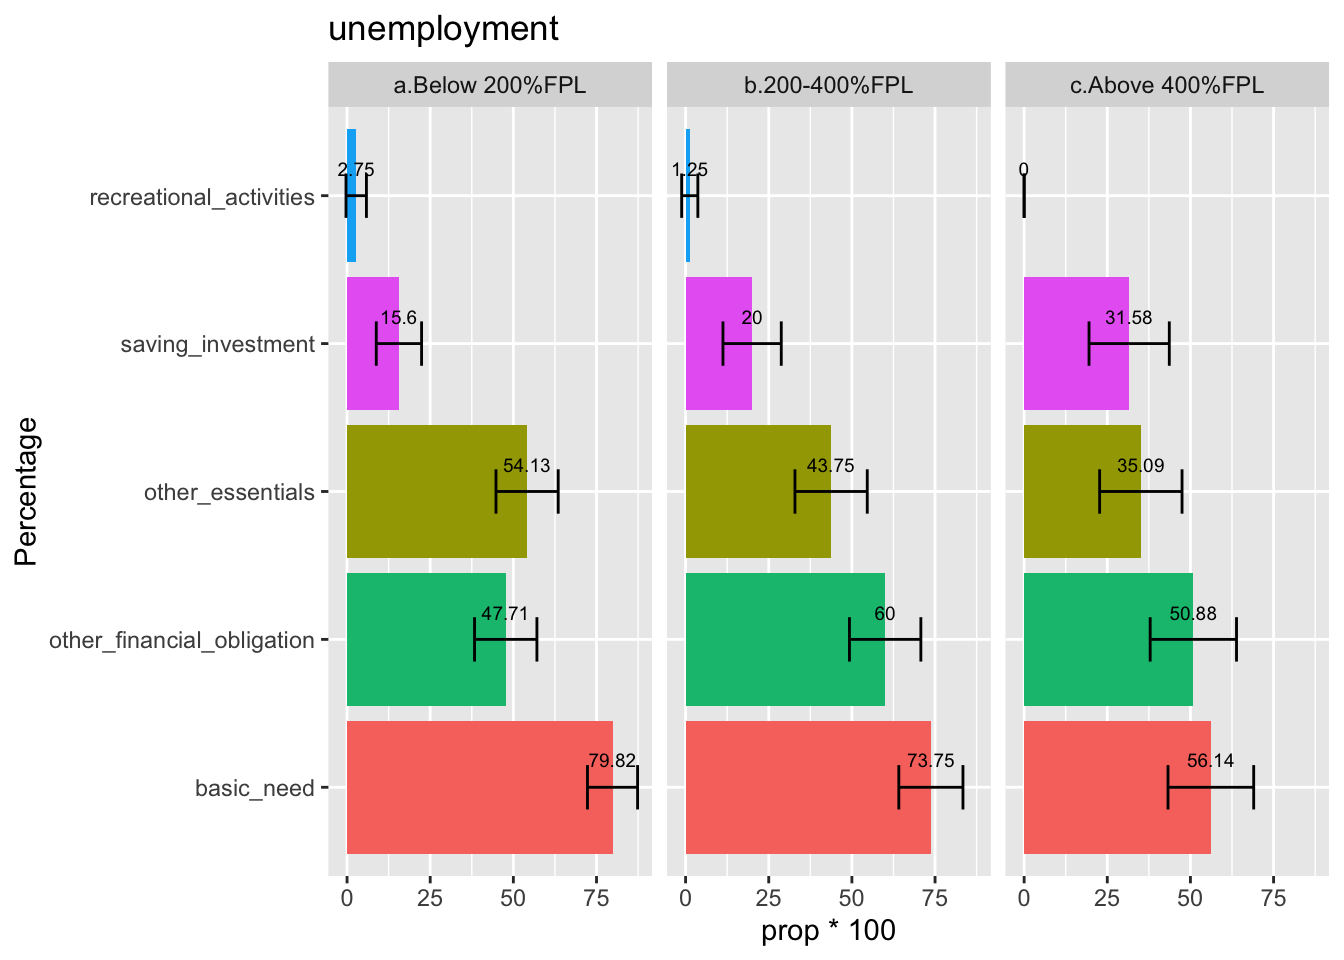 unemployment
a.Below 200%FPL
b.200-400%FPL
c.Above 400%FPL
Percentage
recreational_activities
2.75
1.25
0
saving_investment
15.6
20
31.58
other_essentials
54.13
43.75
35.09
other_financial_obligation
47.71
60
50.88
basic_need
79.82
73.75
56.14
0 25 50 75
0 25 50 75
0 25 50 75
prop * 100